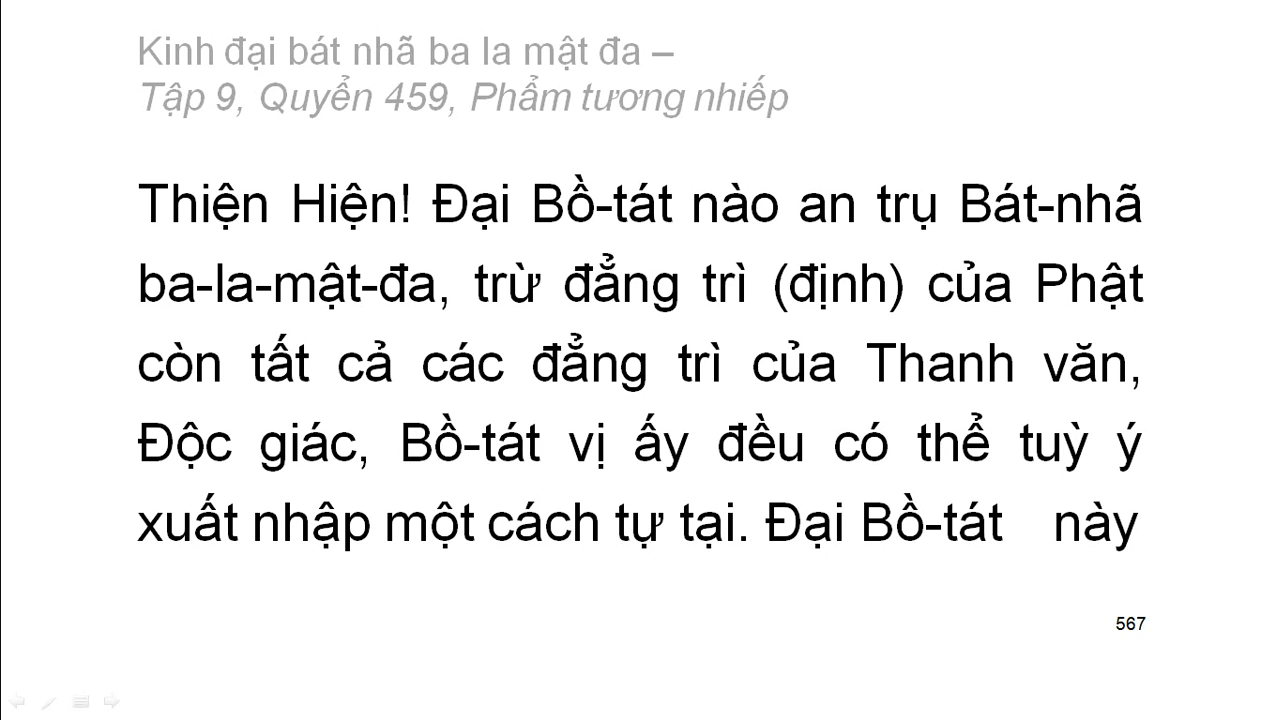 Kinh đại bát nhã ba la mật đa –
Tập 9, Quyển 459, Phẩm tương nhiếp
Thiện Hiện! Đại Bồ-tát nào an trụ Bát-nhã
ba-la-mật-đa, trừ đẳng trì (định) của Phật
còn tất cả các đẳng trì của Thanh văn,
Độc giác, Bồ-tát vị ấy đều có thể tuỳ ý
xuất nhập một cách tự tại. Đại Bồ-tát này
567